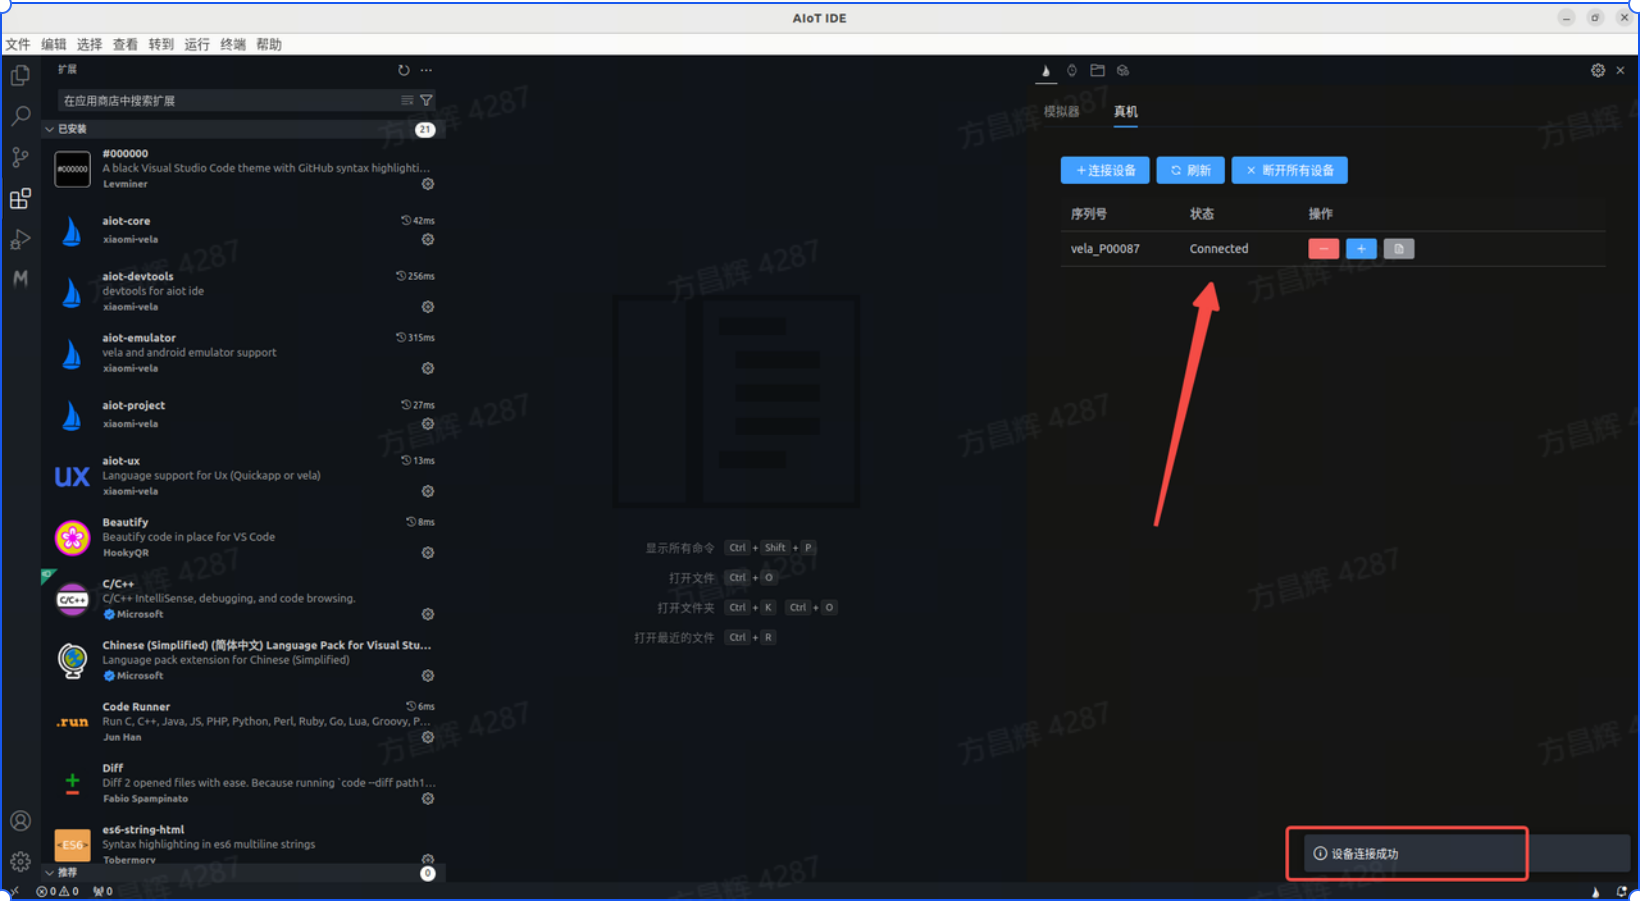 AIoT IDE
文件 编辑 选择 查看 转到 运行 终端 帮助
扩展
在应用商店中搜索扩展
已安装 21
#000000
A black Visual Studio Code theme with GitHub syntax highlighti...
Levminer
aiot-core 42ms
xiaomi-vela
aiot-devtools 256ms
devtools for aiot ide
xiaomi-vela
aiot-emulator 315ms
vela and android emulator support
xiaomi-vela
aiot-project 27ms
xiaomi-vela
UX
aiot-ux 13ms
Language support for Ux (Quickapp or vela)
xiaomi-vela
Beautify 8ms
Beautify code in place for VS Code
HookyQR
C/C++
C/C++
C/C++ IntelliSense, debugging, and code browsing.
Microsoft
Chinese (Simplified) (简体中文) Language Pack for Visual Stu...
Language pack extension for Chinese (Simplified)
Microsoft
.run
Code Runner 6ms
Run C, C++, Java, JS, PHP, Python, Perl, Ruby, Go, Lua, Groovy, P...
Jun Han
Diff
Diff 2 opened files with ease. Because running `code --diff path1...
Fabio Spampinato
<ES6>
es6-string-html
Syntax highlighting in es6 multiline strings
Tobermory
推荐 0
0 0 0
显示所有命令 Ctrl + Shift + P
打开文件 Ctrl + O
打开文件夹 Ctrl + K Ctrl + O
打开最近的文件 Ctrl + R
模拟器 真机
+连接设备 刷新 × 断开所有设备
序列号 状态 操作
vela_P00087 Connected
设备连接成功
方昌辉 4287